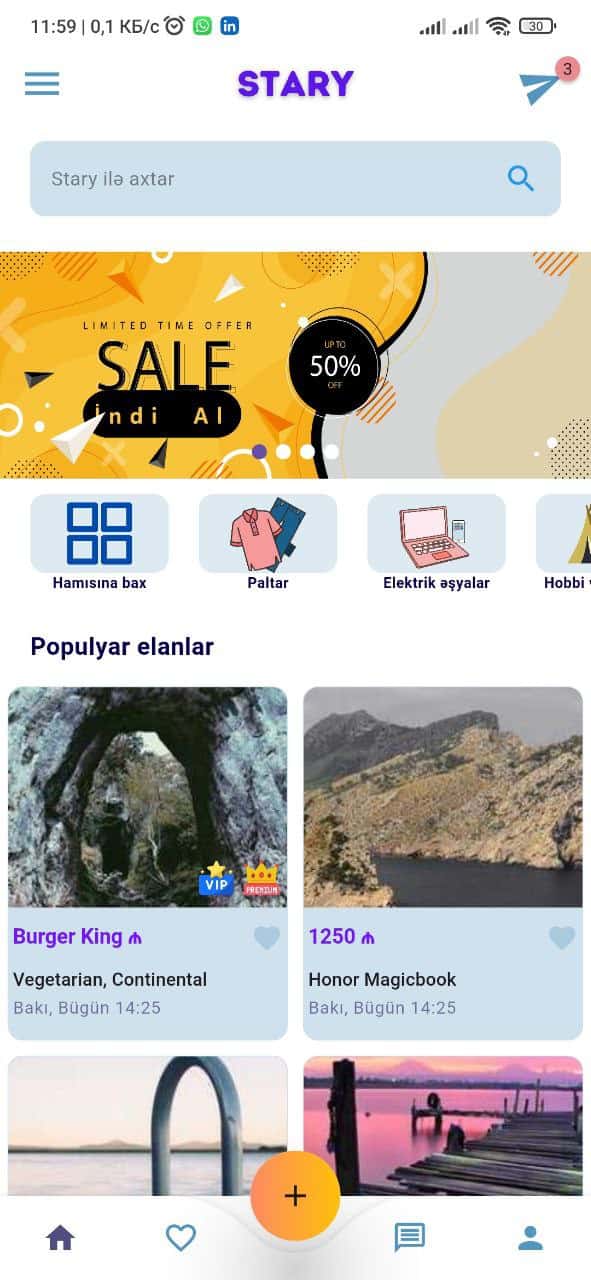 11:59 | 0,1 КБ/с
30
STARY
3
Stary ilə axtar
LIMITED TIME OFFER
SALE
İndi Al
UP TO
50%
OFF
Hamısına bax
Paltar
Elektrik əşyalar
Hobbi
Populyar elanlar
VIP
PREMIUM
Burger King ₼
1250 ₼
Vegetarian, Continental
Honor Magicbook
Bakı, Bügün 14:25
Bakı, Bügün 14:25